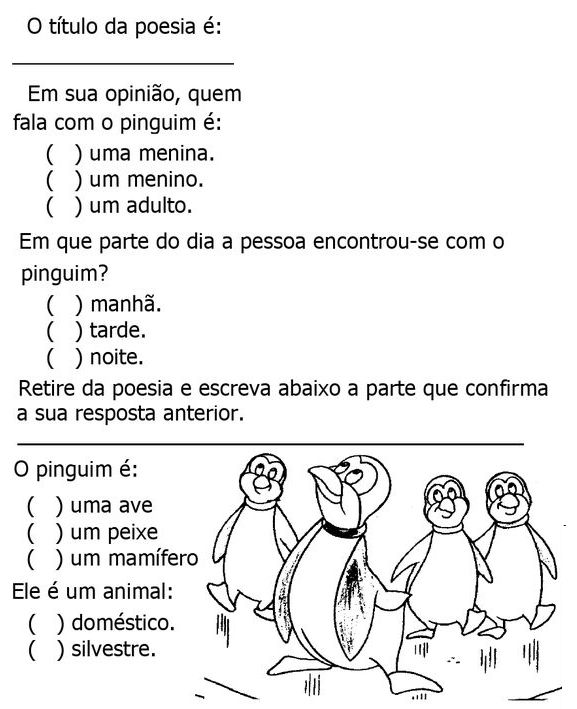 O título da poesia é:
Em sua opinião, quem
fala com o pinguim é:
( ) uma menina.
( ) um menino.
( ) um adulto.
Em que parte do dia a pessoa encontrou-se com o
pinguim?
( ) manhã.
( ) tarde.
( ) noite.
Retire da poesia e escreva abaixo a parte que confirma
a sua resposta anterior.
O pinguim é:
( ) uma ave
( ) um peixe
( ) um mamífero
Ele é um animal:
( ) doméstico.
( ) silvestre.